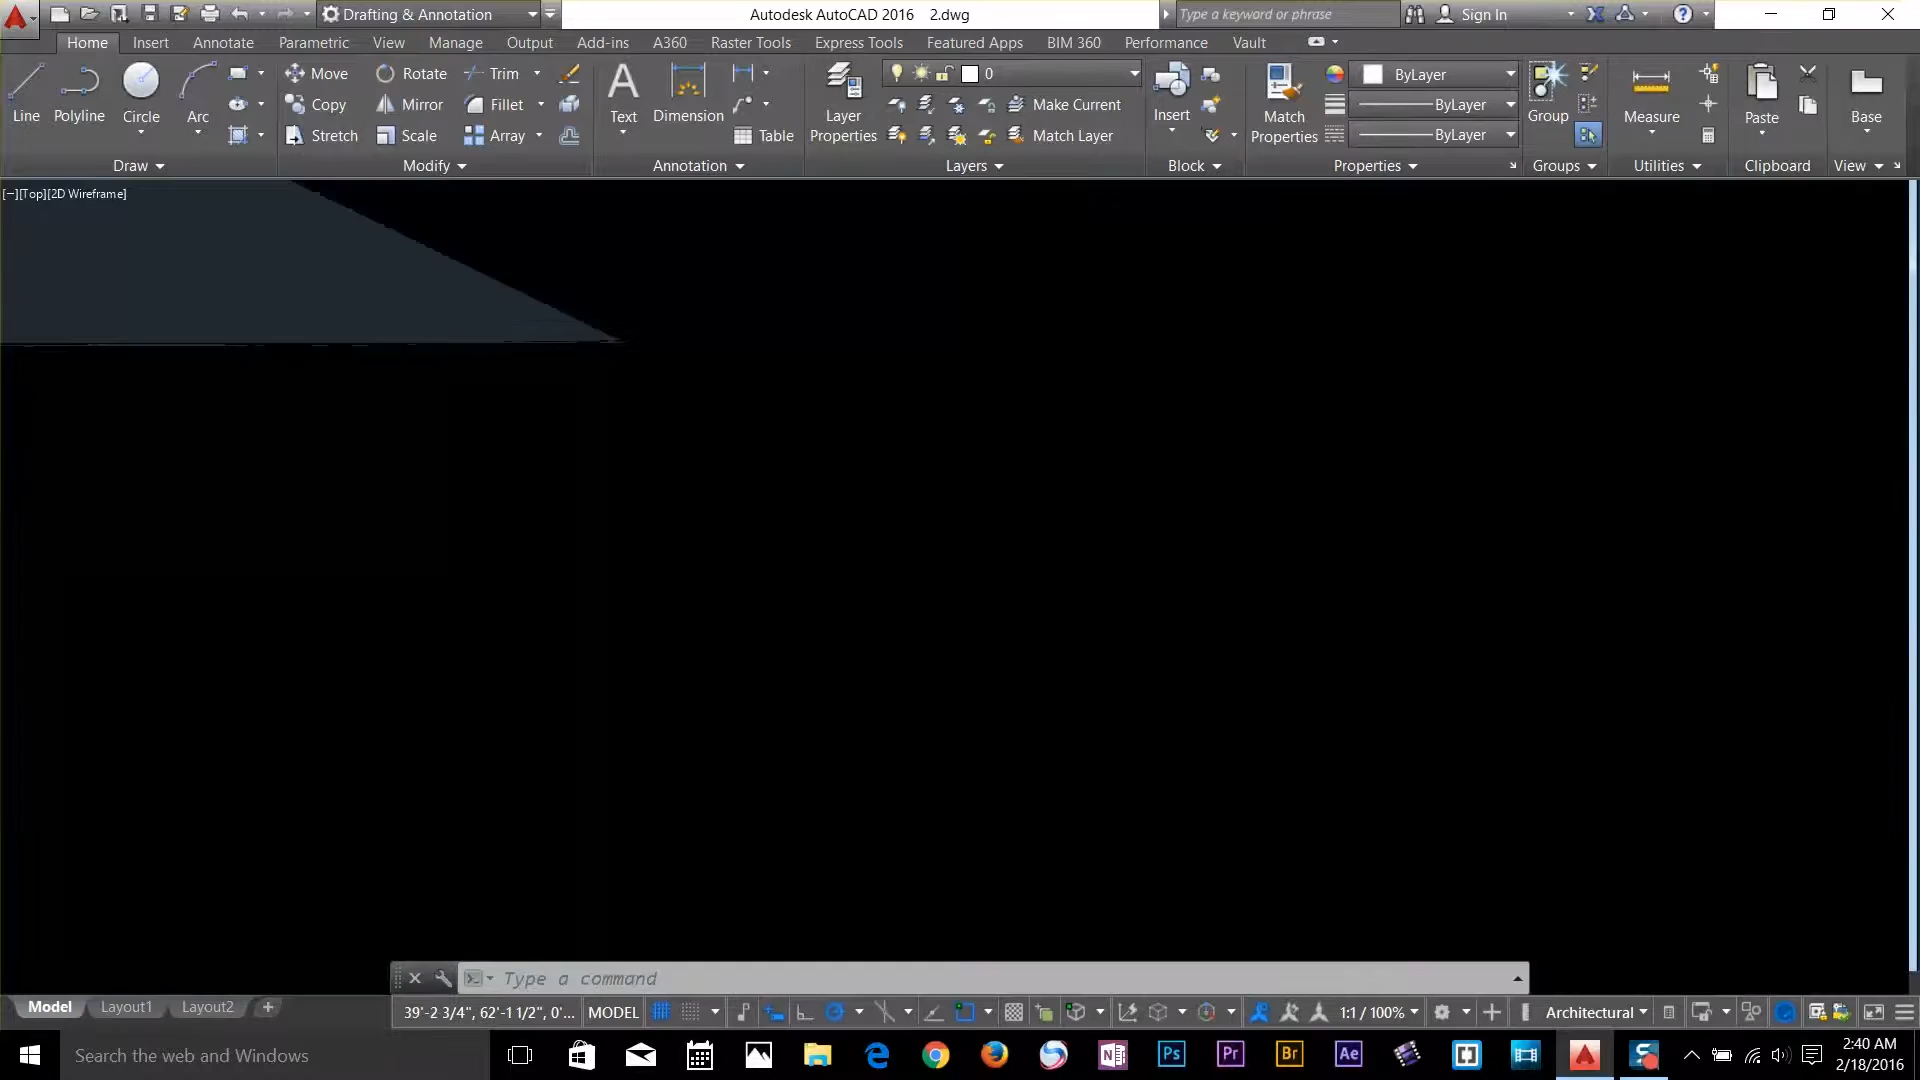 Drafting & Annotation
Autodesk AutoCAD 2016 2.dwg
Type a keyword or phrase
Sign In
Home Insert Annotate Parametric View Manage Output Add-ins A360 Raster Tools Express Tools Featured Apps BIM 360 Performance Vault
Line Polyline Circle Arc
Move Rotate Trim
Copy Mirror Fillet
Stretch Scale Array
Text Dimension
Table
Layer Properties
0
Make Current
Match Layer
Insert
Match Properties
ByLayer
ByLayer
ByLayer
Group
Measure
Paste
Base
Draw Modify Annotation Layers Block Properties Groups Utilities Clipboard View
[−][Top][2D Wireframe]
Type a command
Model Layout1 Layout2
39'-2 3/4", 62'-1 1/2", 0'... MODEL 1:1 / 100% Architectural
Search the web and Windows
N Ps Pr Br Ae
2:40 AM
2/18/2016